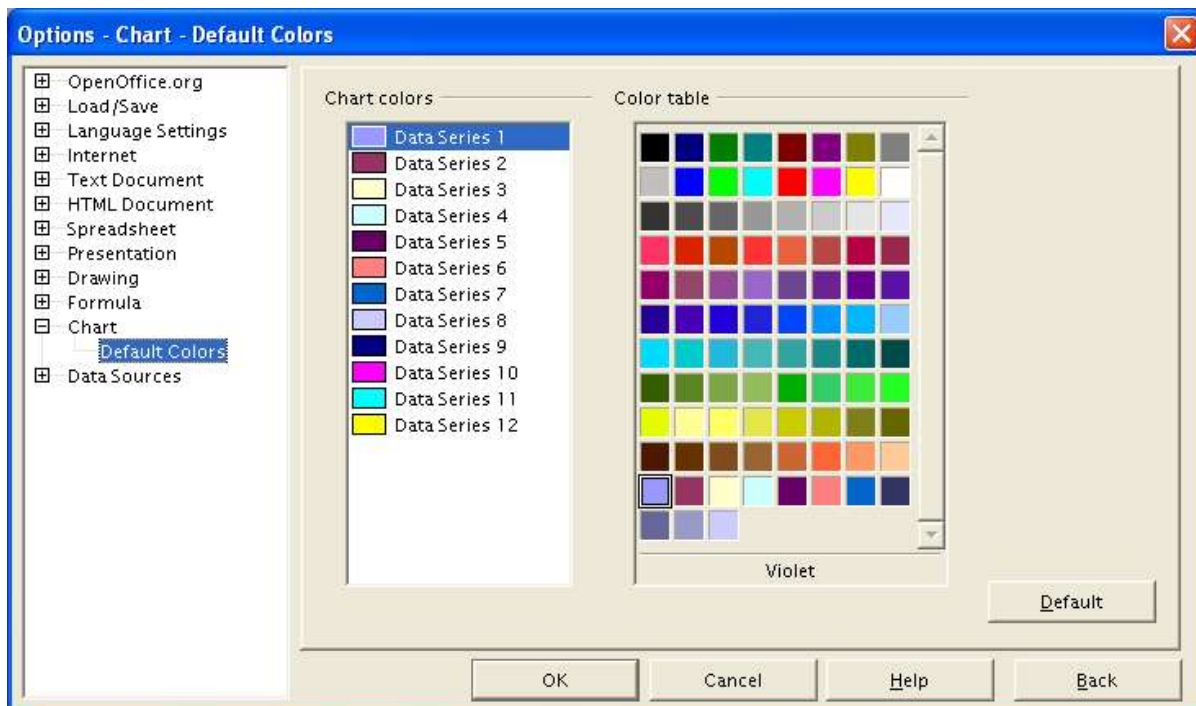 Options - Chart - Default Colors
OpenOffice.org
Load/Save
Language Settings
Internet
Text Document
HTML Document
Spreadsheet
Presentation
Drawing
Formula
Chart
Default Colors
Data Sources
Chart colors
Data Series 1
Data Series 2
Data Series 3
Data Series 4
Data Series 5
Data Series 6
Data Series 7
Data Series 8
Data Series 9
Data Series 10
Data Series 11
Data Series 12
Color table
Violet
Default
OK
Cancel
Help
Back